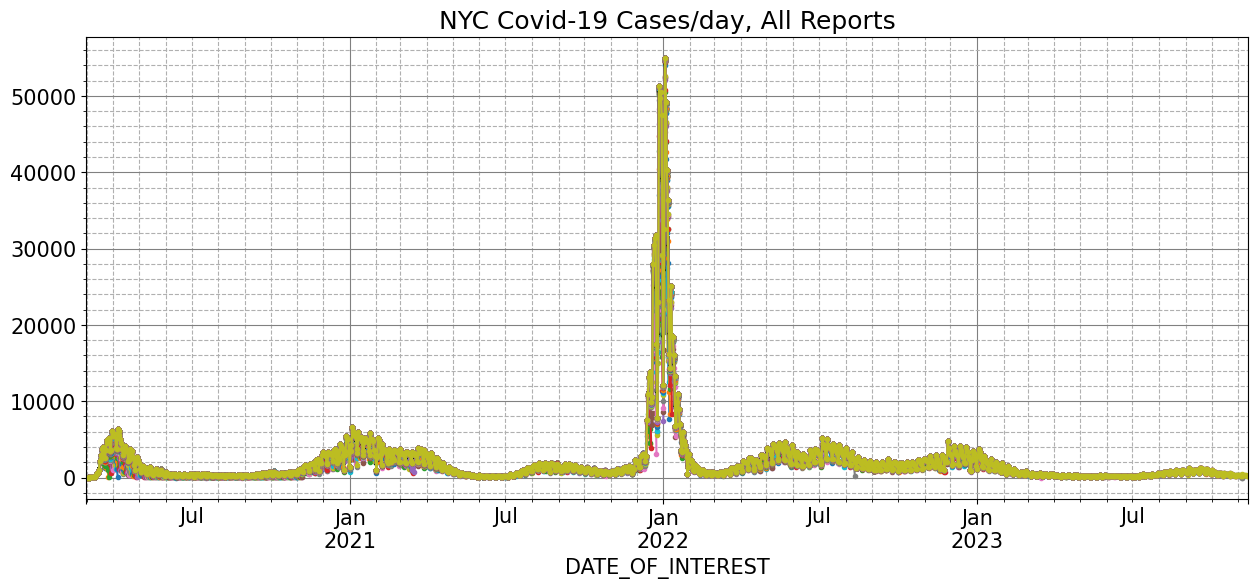 NYC Covid-19 Cases/day, All Reports
50000
40000
30000
20000
10000
0
Jul Jan Jul Jan Jul Jan Jul
2021 2022 2023
DATE_OF_INTEREST